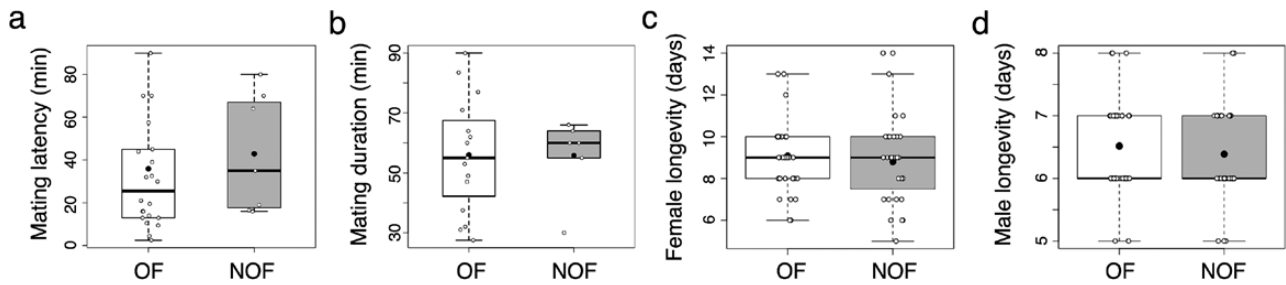 a
Mating latency (min)
80
60
40
20
0
OF NOF
b
Mating duration (min)
90
70
50
30
OF NOF
c
Female longevity (days)
14
12
10
8
6
OF NOF
d
Male longevity (days)
8
7
6
5
OF NOF